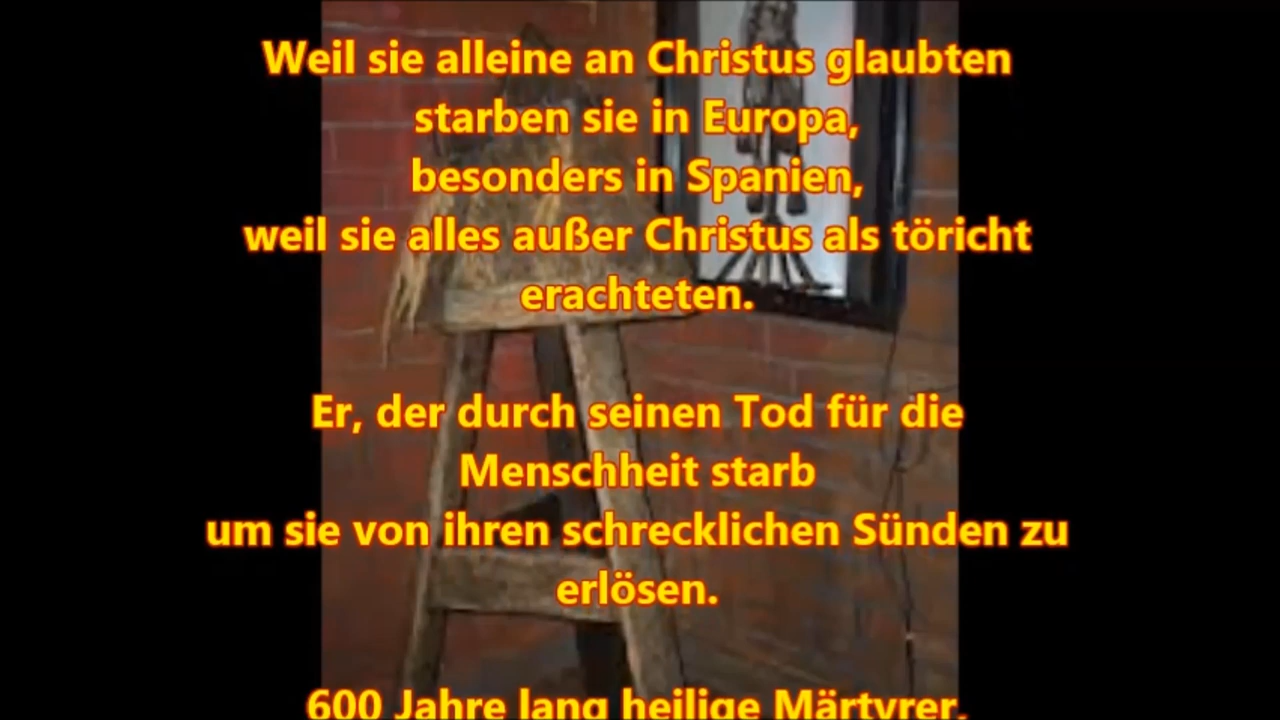 Weil sie alleine an Christus glaubten
starben sie in Europa,
besonders in Spanien,
weil sie alles außer Christus als töricht
erachteten.
Er, der durch seinen Tod für die
Menschheit starb
um sie von ihren schrecklichen Sünden zu
erlösen.
600 Jahre lang heilige Märtyrer,